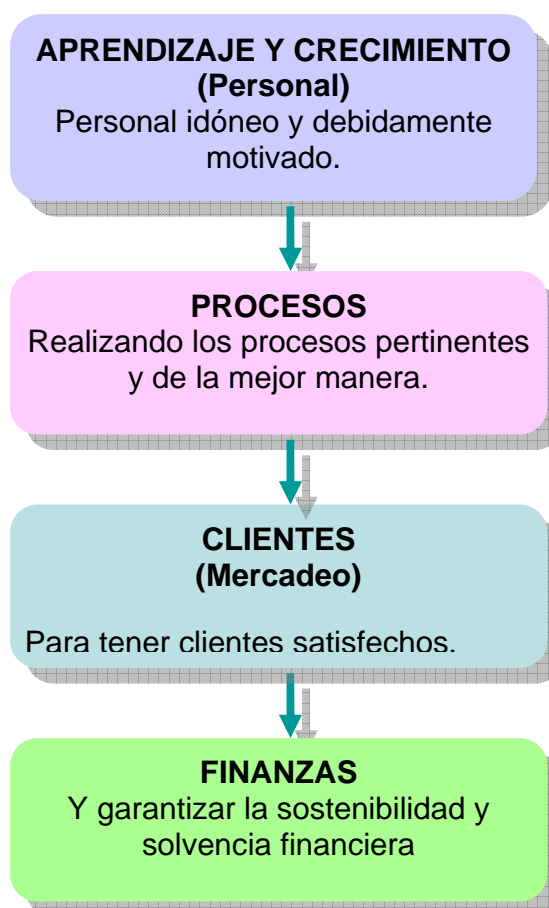 APRENDIZAJE Y CRECIMIENTO
(Personal)
Personal idóneo y debidamente
motivado.
PROCESOS
Realizando los procesos pertinentes
y de la mejor manera.
CLIENTES
(Mercadeo)
Para tener clientes satisfechos.
FINANZAS
Y garantizar la sostenibilidad y
solvencia financiera